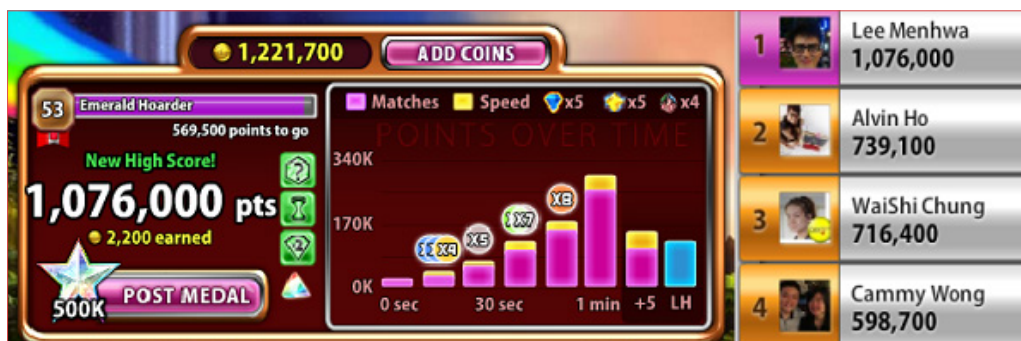 1,221,700
ADD COINS
53
Emerald Hoarder
569,500 points to go
New High Score!
1,076,000 pts
2,200 earned
500K
POST MEDAL
Matches
Speed
x5
x5
x4
POINTS OVER TIME
340K
170K
0K
X4
X5
X7
X8
0 sec
30 sec
1 min
+5
LH
1
Lee Menhwa
1,076,000
2
Alvin Ho
739,100
3
WaiShi Chung
716,400
4
Cammy Wong
598,700